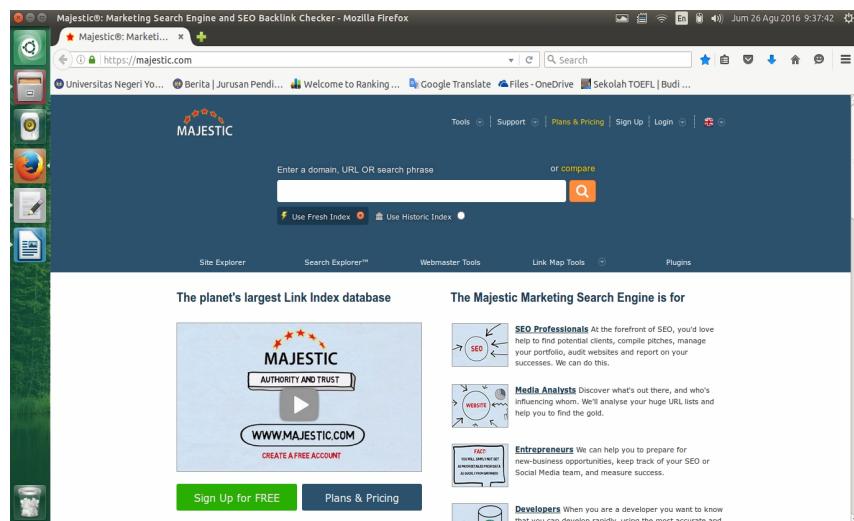 Majestic®: Marketing Search Engine and SEO Backlink Checker - Mozilla Firefox
En
Jum 26 Agu 2016 9:37:42
Majestic®: Marketi...
https://majestic.com
Search
Universitas Negeri Yo...
Berita | Jurusan Pendi...
Welcome to Ranking ...
Google Translate
Files - OneDrive
Sekolah TOEFL | Budi ...
MAJESTIC
Tools
Support
Plans & Pricing
Sign Up
Login
Enter a domain, URL OR search phrase
or compare
Use Fresh Index
Use Historic Index
Site Explorer
Search Explorer™
Webmaster Tools
Link Map Tools
Plugins
The planet's largest Link Index database
MAJESTIC
AUTHORITY AND TRUST
WWW.MAJESTIC.COM
CREATE A FREE ACCOUNT
Sign Up for FREE
Plans & Pricing
The Majestic Marketing Search Engine is for
SEO
SEO Professionals At the forefront of SEO, you'd love
help to find potential clients, compile pitches, manage
your portfolio, audit websites and report on your
successes. We can do this.
WEBSITE
Media Analysts Discover what's out there, and who's
influencing whom. We'll analyse your huge URL lists and
help you to find the gold.
FACT:
Entrepreneurs We can help you to prepare for
new-business opportunities, keep track of your SEO or
Social Media team, and measure success.
Developers When you are a developer you want to know
that you can develop rapidly, using the most accurate and